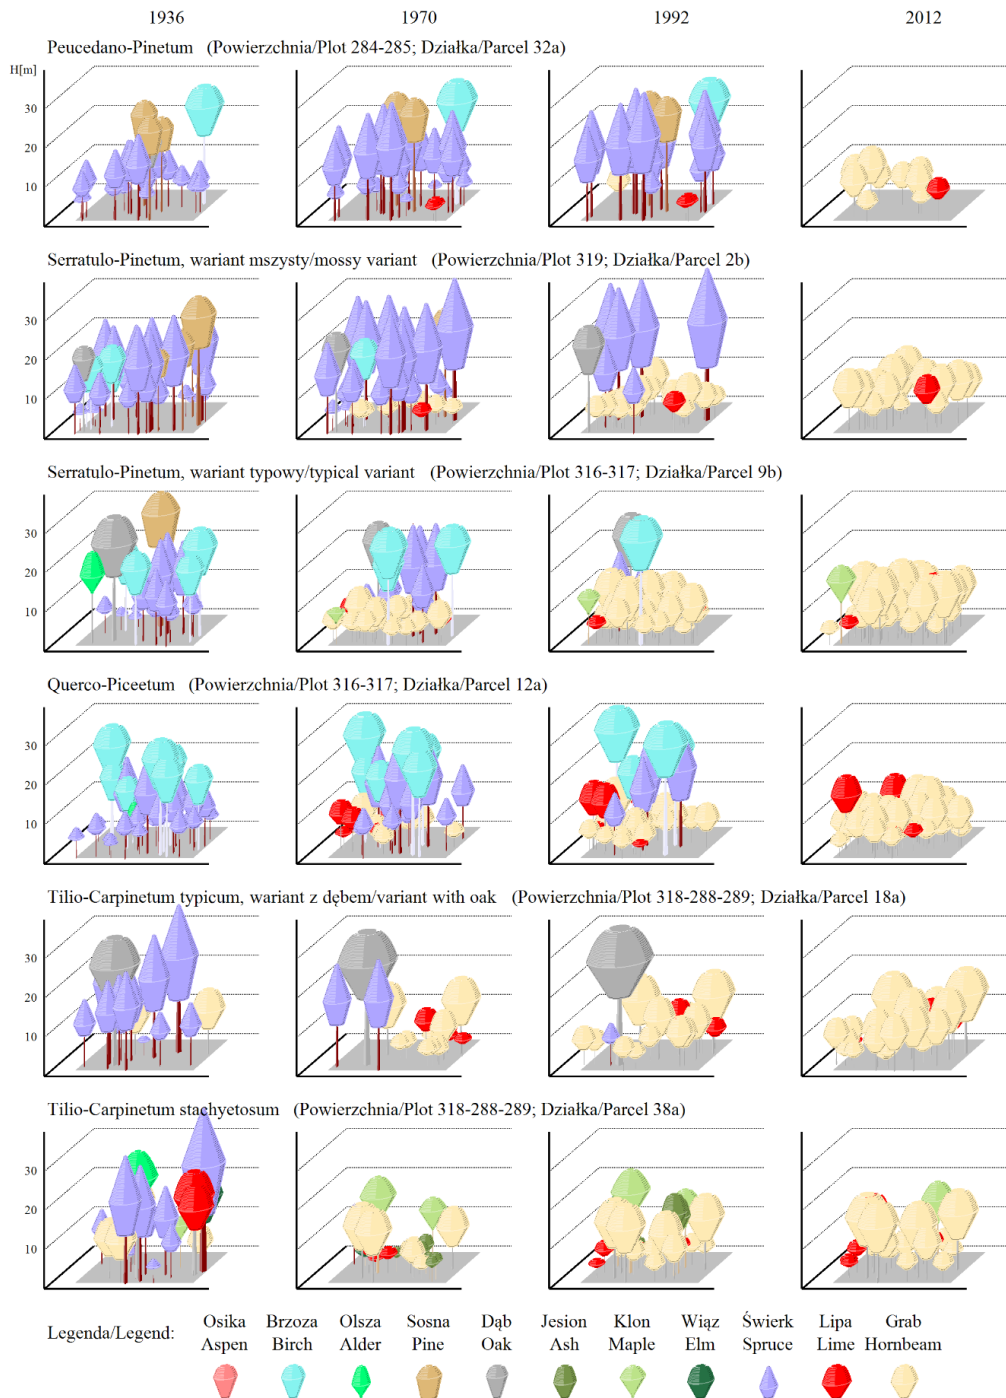 1936 1970 1992 2012
Peucedano-Pinetum (Powierzchnia/Plot 284-285; Działka/Parcel 32a)
H[m]
30
20
10
Serratulo-Pinetum, wariant mszysty/mossy variant (Powierzchnia/Plot 319; Działka/Parcel 2b)
30
20
10
Serratulo-Pinetum, wariant typowy/typical variant (Powierzchnia/Plot 316-317; Działka/Parcel 9b)
30
20
10
Querco-Piceetum (Powierzchnia/Plot 316-317; Działka/Parcel 12a)
30
20
10
Tilio-Carpinetum typicum, wariant z dębem/variant with oak (Powierzchnia/Plot 318-288-289; Działka/Parcel 18a)
30
20
10
Tilio-Carpinetum stachyetosum (Powierzchnia/Plot 318-288-289; Działka/Parcel 38a)
30
20
10
Osika Brzoza Olsza Sosna Dąb Jesion Klon Wiąz Świerk Lipa Grab
Legenda/Legend: Aspen Birch Alder Pine Oak Ash Maple Elm Spruce Lime Hornbeam